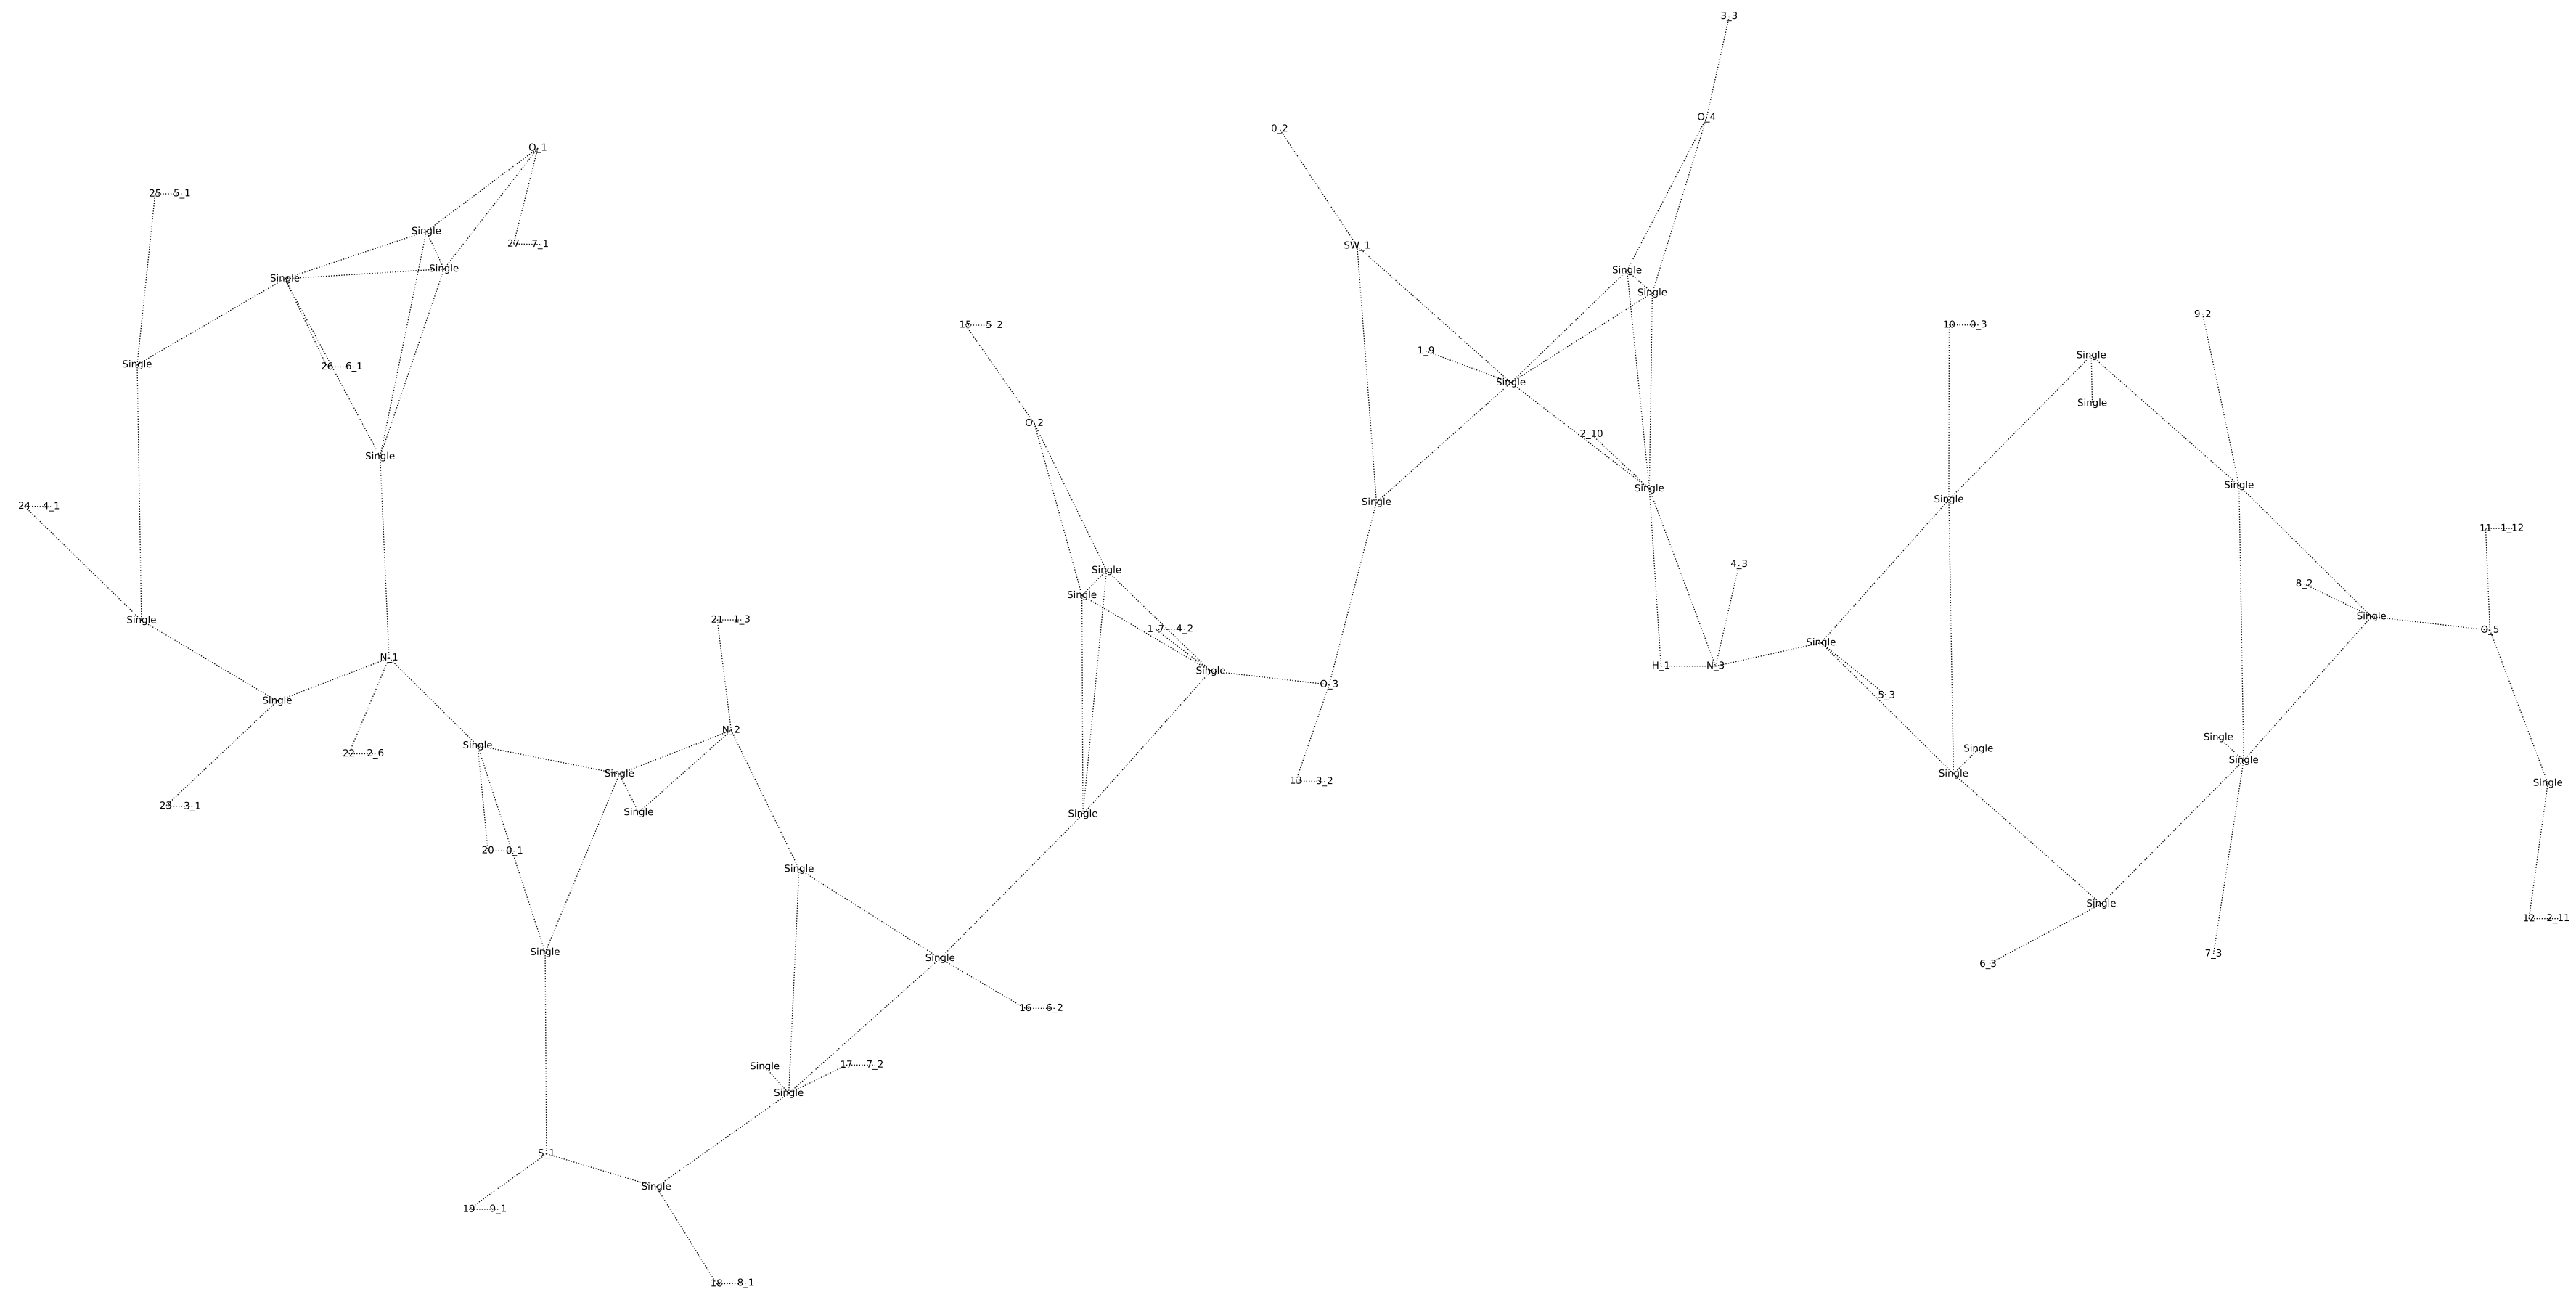 3_3
O_4
0_2
O_1
25 5_1
Single
SW_1
27 7_1
Single
Single
Single
Single
9_2
15 5_2
10 0_3
1_9
Single
Single
26 6_1
Single
Single
O_2
2_10
Single
Single
Single
Single
Single
24 4_1
11 1_12
4_3
Single
8_2
Single
Single
21 1_3
Single
1_7 4_2
O_5
Single
N_1
H_1 N_3
Single
O_3
5_3
Single
N_2
Single
Single
Single
22 2_6
Single
Single
Single
13 3_2
Single
23 3_1
Single
Single
20 0_1
Single
Single
12 2_11
Single
7_3
Single
6_3
16 6_2
17 7_2
Single
Single
S_1
Single
19 9_1
18 8_1